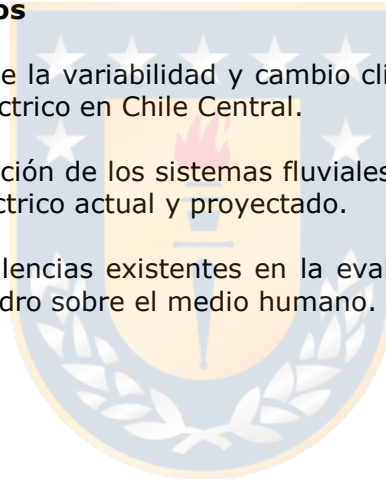 os
e la variabilidad y cambio cli
ctrico en Chile Central.
ción de los sistemas fluviales
ctrico actual y proyectado.
lencias existentes en la eval
dro sobre el medio humano.